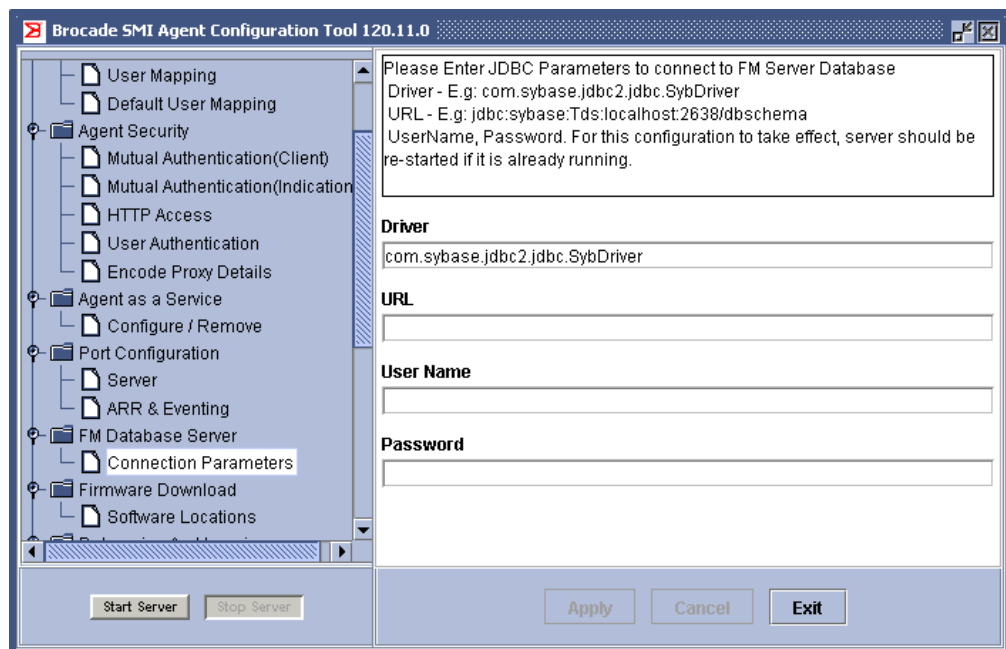 Brocade SMI Agent Configuration Tool 120.11.0
User Mapping
Default User Mapping
Agent Security
Mutual Authentication(Client)
Mutual Authentication(Indication
HTTP Access
User Authentication
Encode Proxy Details
Agent as a Service
Configure / Remove
Port Configuration
Server
ARR & Eventing
FM Database Server
Connection Parameters
Firmware Download
Software Locations
Start Server
Stop Server
Please Enter JDBC Parameters to connect to FM Server Database
Driver - E.g: com.sybase.jdbc2.jdbc.SybDriver
URL - E.g: jdbc:sybase:Tds:localhost:2638/dbschema
UserName, Password. For this configuration to take effect, server should be
re-started if it is already running.
Driver
com.sybase.jdbc2.jdbc.SybDriver
URL
User Name
Password
Apply
Cancel
Exit